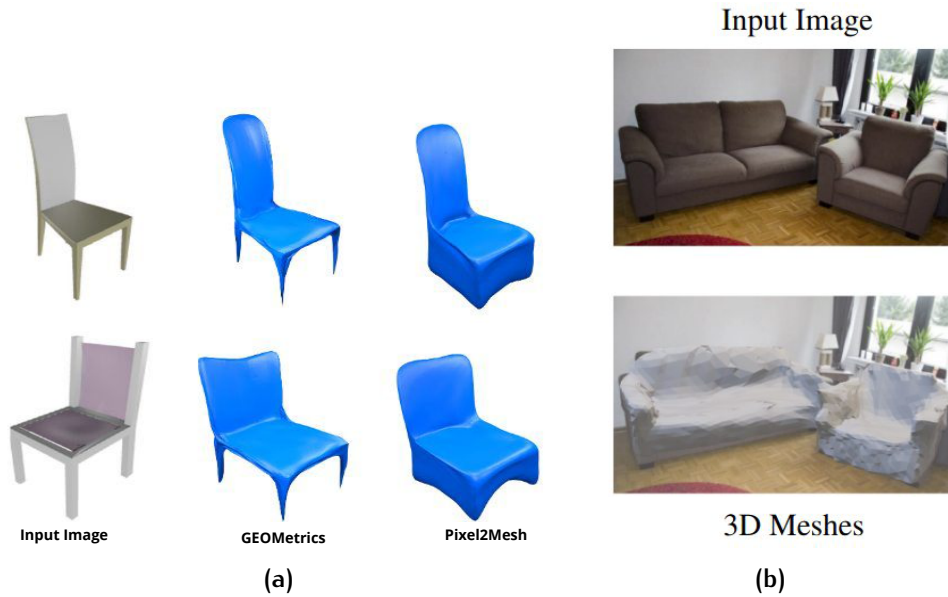 Input Image
Input Image
GEOMetrics
Pixel2Mesh
3D Meshes
(a)
(b)